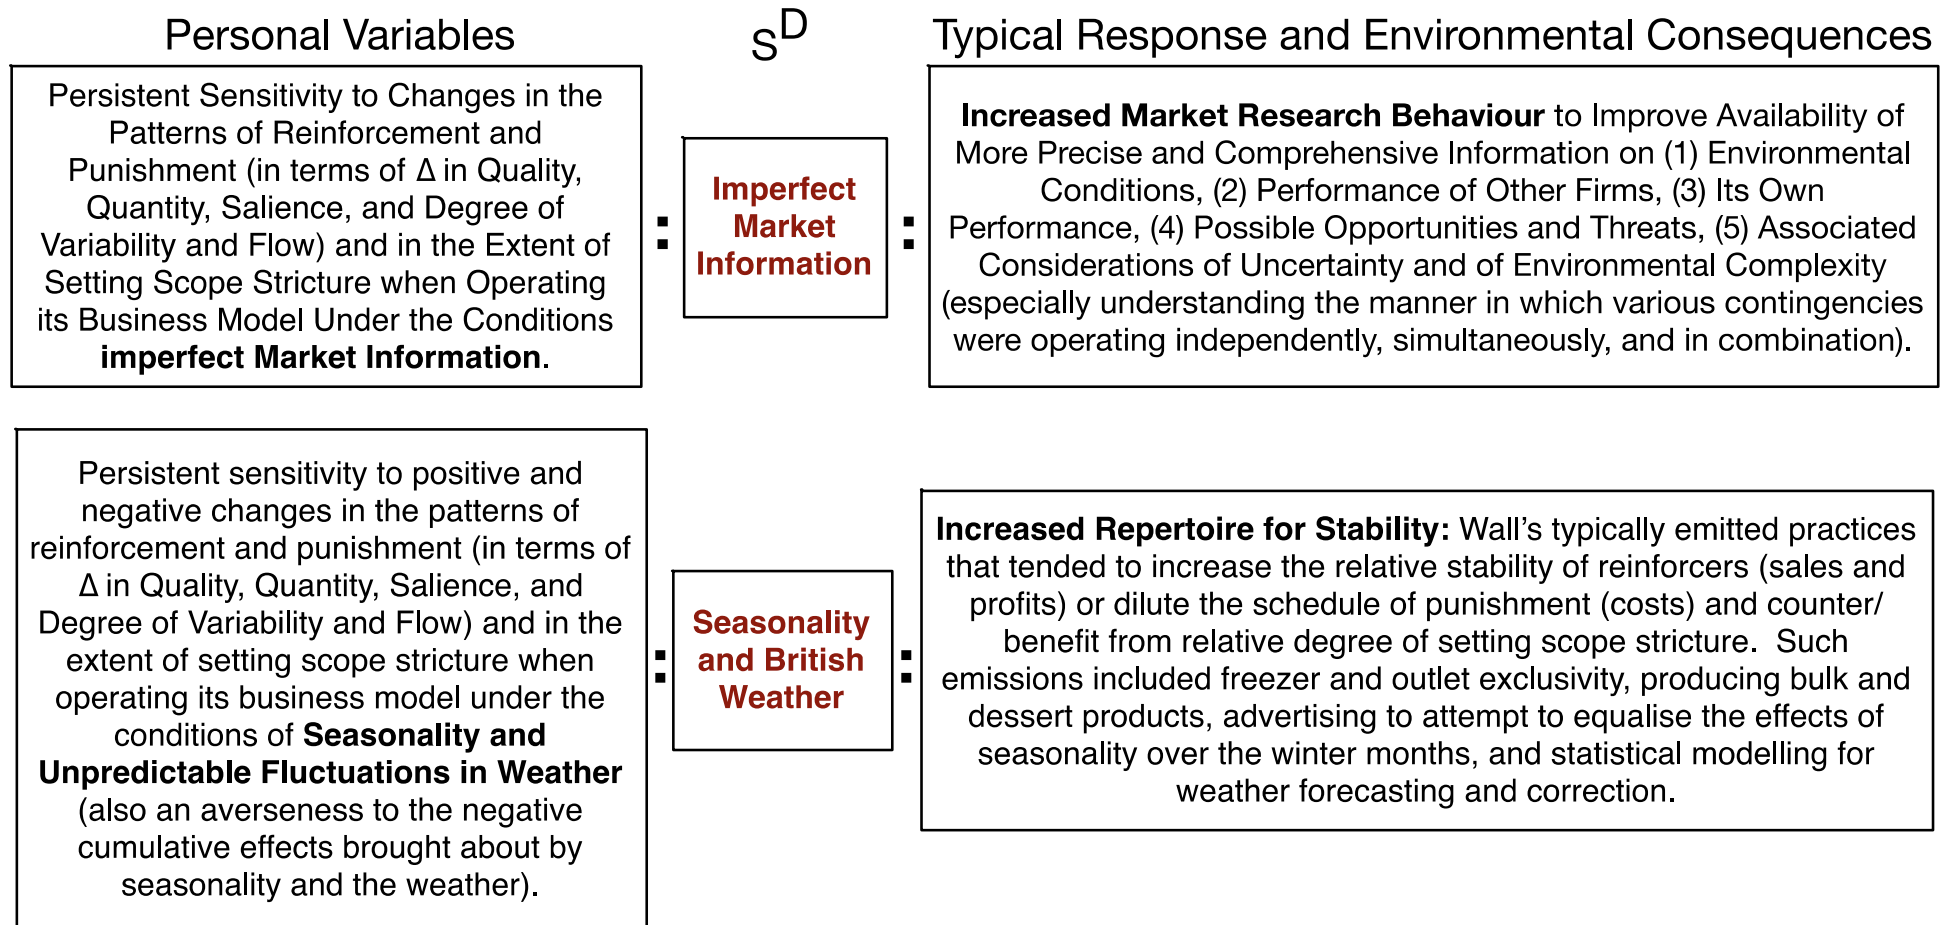 Personal Variables
S^D
Typical Response and Environmental Consequences
Persistent Sensitivity to Changes in the
Patterns of Reinforcement and
Punishment (in terms of Δ in Quality,
Quantity, Salience, and Degree of
Variability and Flow) and in the Extent of
Setting Scope Stricture when Operating
its Business Model Under the Conditions
imperfect Market Information.
:
Imperfect
Market
Information
:
Increased Market Research Behaviour to Improve Availability of
More Precise and Comprehensive Information on (1) Environmental
Conditions, (2) Performance of Other Firms, (3) Its Own
Performance, (4) Possible Opportunities and Threats, (5) Associated
Considerations of Uncertainty and of Environmental Complexity
(especially understanding the manner in which various contingencies
were operating independently, simultaneously, and in combination).
Persistent sensitivity to positive and
negative changes in the patterns of
reinforcement and punishment (in terms of
Δ in Quality, Quantity, Salience, and
Degree of Variability and Flow) and in the
extent of setting scope stricture when
operating its business model under the
conditions of Seasonality and
Unpredictable Fluctuations in Weather
(also an averseness to the negative
cumulative effects brought about by
seasonality and the weather).
:
Seasonality
and British
Weather
:
Increased Repertoire for Stability: Wall's typically emitted practices
that tended to increase the relative stability of reinforcers (sales and
profits) or dilute the schedule of punishment (costs) and counter/
benefit from relative degree of setting scope stricture. Such
emissions included freezer and outlet exclusivity, producing bulk and
dessert products, advertising to attempt to equalise the effects of
seasonality over the winter months, and statistical modelling for
weather forecasting and correction.